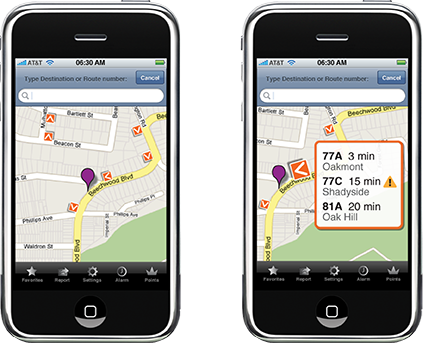 AT&T 06:30 AM
Type Destination or Route number: Cancel
Bartlett St
Beacon St
Beechwood Blvd
Phillips Ave
Phillips Pl
Waldron St
Favorites Report Settings Alarm Points
AT&T 06:30 AM
Type Destination or Route number: Cancel
Bartlett St
Beacon St
Beechwood
77A 3 min
Oakmont
77C 15 min
Shadyside
81A 20 min
Oak Hill
Phillips Ave
Waldron St
Beechwood Blvd
Favorites Report Settings Alarm Points